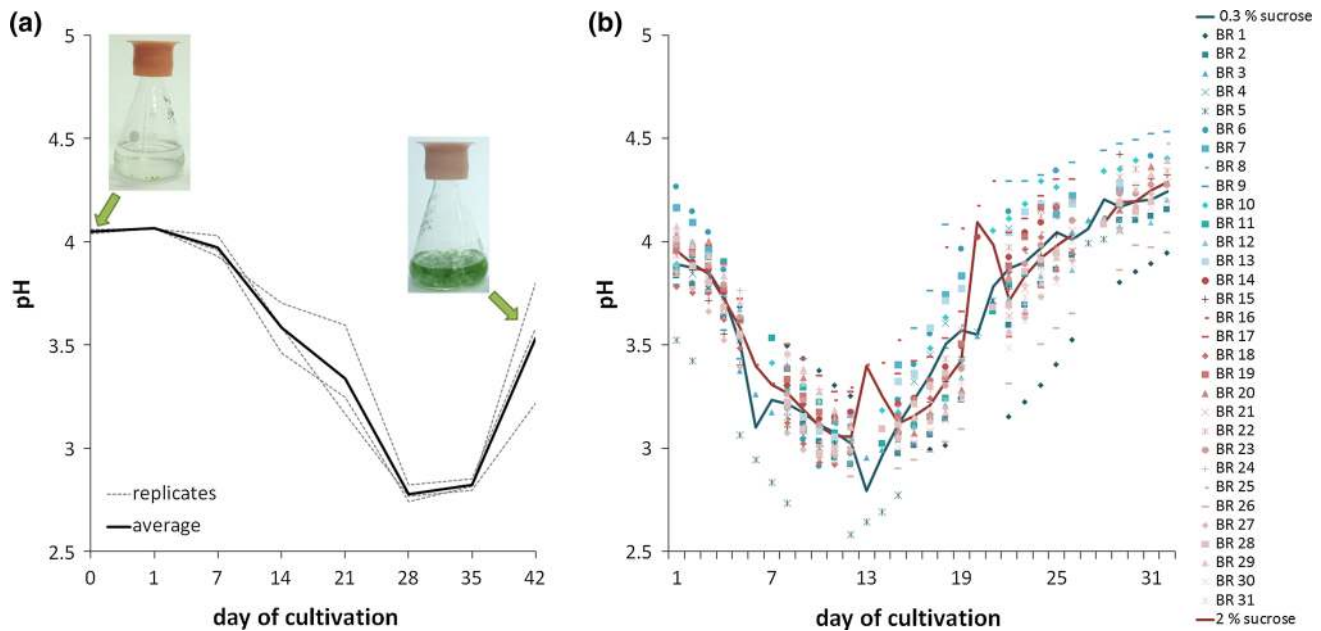 (a)
5
4.5
4
3.5
3
2.5
pH
replicates
average
0 1 7 14 21 28 35 42
day of cultivation
(b)
5
4.5
4
3.5
3
2.5
pH
1 7 13 19 25 31
day of cultivation
0.3 % sucrose
BR 1
BR 2
BR 3
BR 4
BR 5
BR 6
BR 7
BR 8
BR 9
BR 10
BR 11
BR 12
BR 13
BR 14
BR 15
BR 16
BR 17
BR 18
BR 19
BR 20
BR 21
BR 22
BR 23
BR 24
BR 25
BR 26
BR 27
BR 28
BR 29
BR 30
BR 31
2 % sucrose